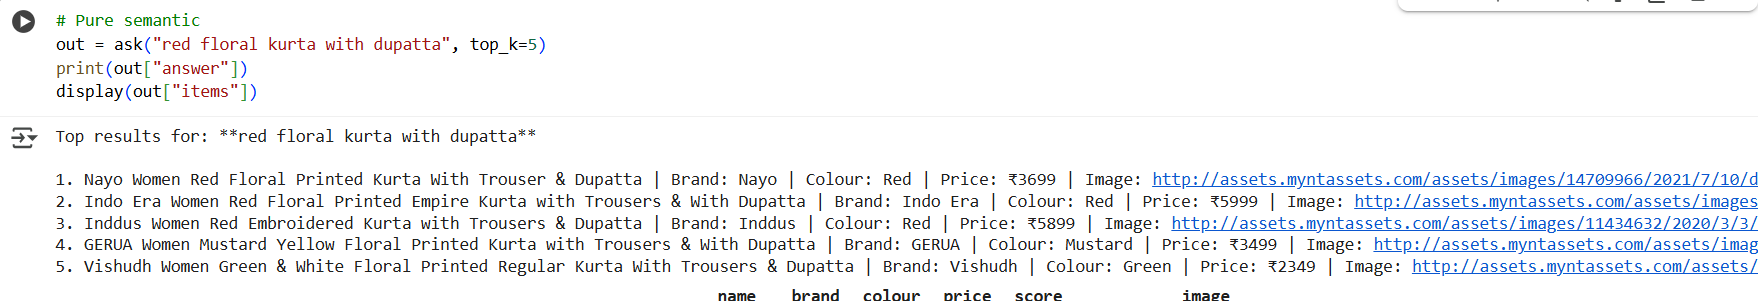 # Pure semantic
out = ask("red floral kurta with dupatta", top_k=5)
print(out["answer"])
display(out["items"])
Top results for: **red floral kurta with dupatta**
1. Nayo Women Red Floral Printed Kurta With Trouser & Dupatta | Brand: Nayo | Colour: Red | Price: ₹3699 | Image: http://assets.myntassets.com/assets/images/14709966/2021/7/10/d
2. Indo Era Women Red Floral Printed Empire Kurta with Trousers & With Dupatta | Brand: Indo Era | Colour: Red | Price: ₹5999 | Image: http://assets.myntassets.com/assets/images
3. Inddus Women Red Embroidered Kurta with Trousers & Dupatta | Brand: Inddus | Colour: Red | Price: ₹5899 | Image: http://assets.myntassets.com/assets/images/11434632/2020/3/3/
4. GERUA Women Mustard Yellow Floral Printed Kurta with Trousers & With Dupatta | Brand: GERUA | Colour: Mustard | Price: ₹3499 | Image: http://assets.myntassets.com/assets/imag
5. Vishudh Women Green & White Floral Printed Regular Kurta With Trousers & Dupatta | Brand: Vishudh | Colour: Green | Price: ₹2349 | Image: http://assets.myntassets.com/assets/
name brand colour price score image